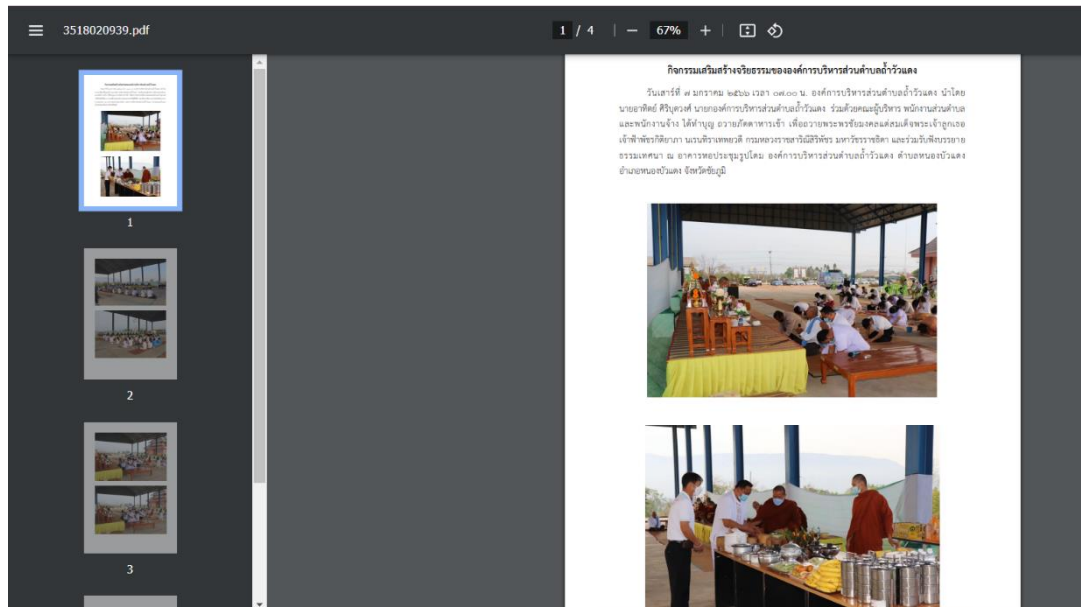 3518020939.pdf
1 / 4 | − 67% + |
1
2
3
กิจกรรมเสริมสร้างจริยธรรมขององค์การบริหารส่วนตำบลถ้ำวัวแดง
วันเสาร์ที่ ๗ มกราคม ๒๕๖๖ เวลา ๐๗.๐๐ น. องค์การบริหารส่วนตำบลถ้ำวัวแดง นำโดย
นายอาทิตย์ ศิริบุตวงศ์ นายกองค์การบริหารส่วนตำบลถ้ำวัวแดง ร่วมด้วยคณะผู้บริหาร พนักงานส่วนตำบล
และพนักงานจ้าง ได้ทำบุญ ถวายภัตตาหารเช้า เพื่อถวายพระพรชัยมงคลแด่สมเด็จพระเจ้าลูกเธอ
เจ้าฟ้าพัชรกิติยาภา นเรนทิราเทพยวดี กรมหลวงราชสาริณีสิริพัชร มหาวัชรราชธิดา และร่วมรับฟังบรรยาย
ธรรมเทศนา ณ อาคารหอประชุมรูปโดม องค์การบริหารส่วนตำบลถ้ำวัวแดง ตำบลหนองบัวแดง
อำเภอหนองบัวแดง จังหวัดชัยภูมิ